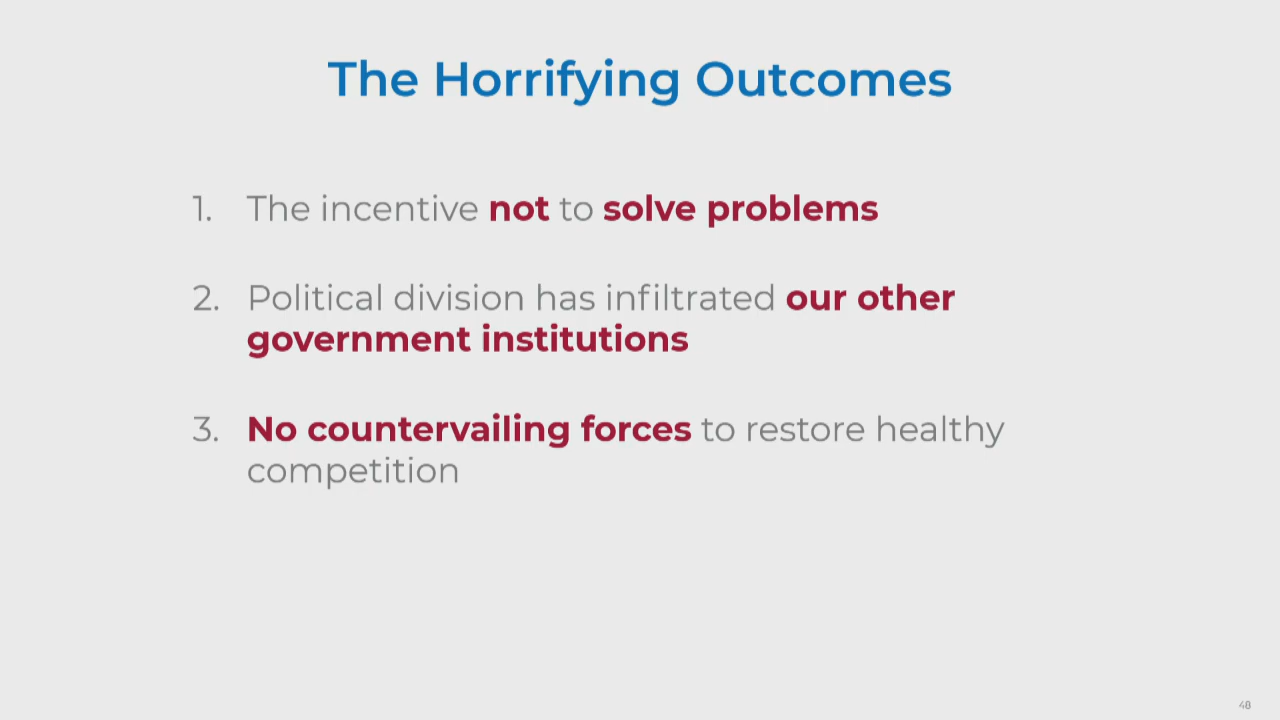 The Horrifying Outcomes
1. The incentive not to solve problems
2. Political division has infiltrated our other
government institutions
3. No countervailing forces to restore healthy
competition
48